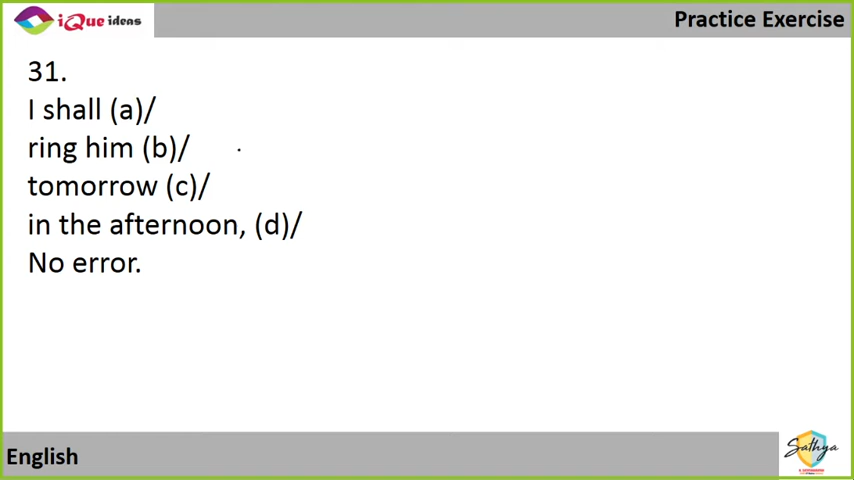 iQue ideas
Practice Exercise
31.
I shall (a)/
ring him (b)/
tomorrow (c)/
in the afternoon, (d)/
No error.
English
Sathya